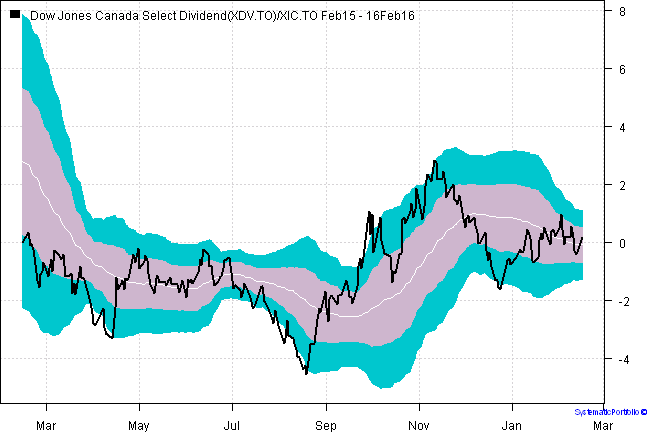 Dow Jones Canada Select Dividend(XDV.TO)/XIC.TO Feb15 - 16Feb16
8
6
4
2
0
-2
-4
Mar May Jul Sep Nov Jan Mar
SystematicPortfolio ©